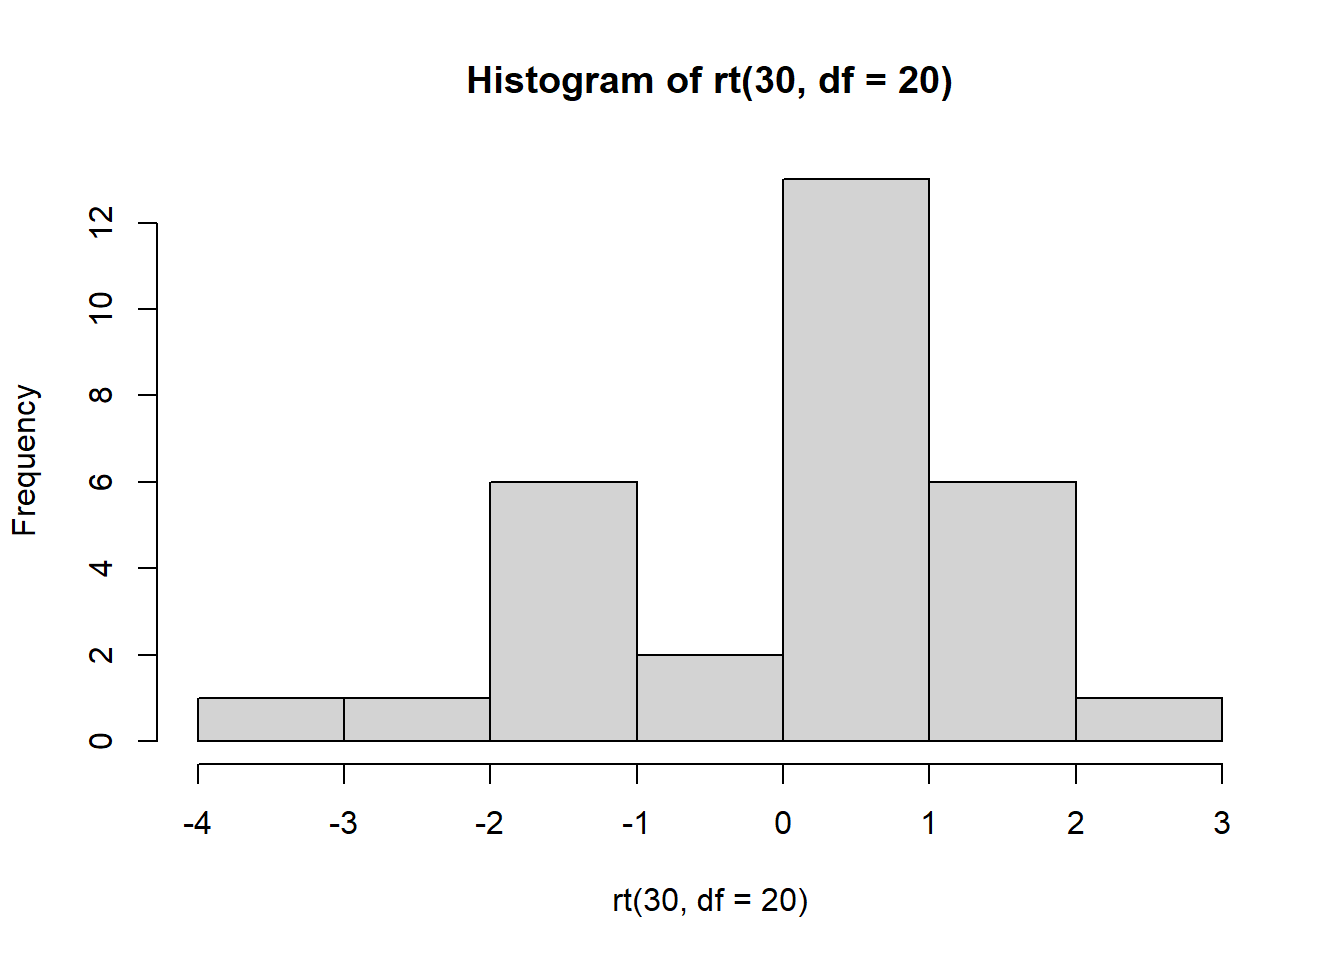 Histogram of rt(30, df = 20)
Frequency
12
10
8
6
4
2
0
-4 -3 -2 -1 0 1 2 3
rt(30, df = 20)